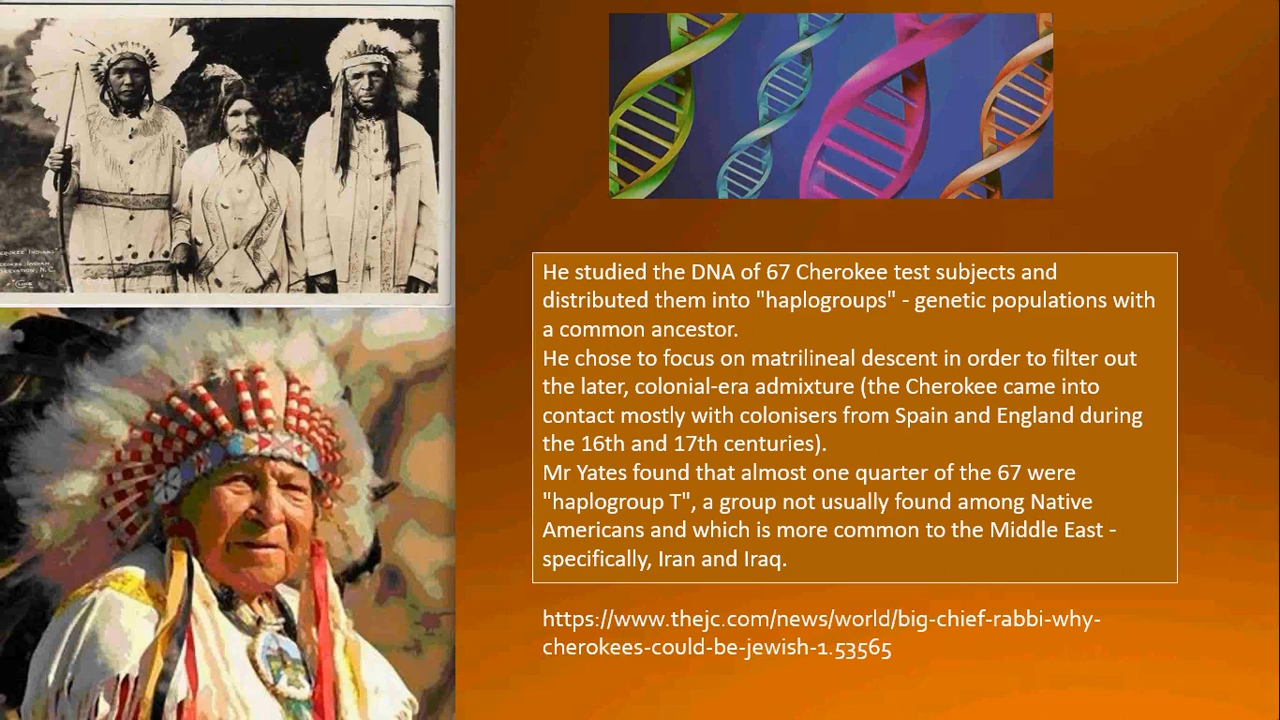 He studied the DNA of 67 Cherokee test subjects and
distributed them into "haplogroups" - genetic populations with
a common ancestor.
He chose to focus on matrilineal descent in order to filter out
the later, colonial-era admixture (the Cherokee came into
contact mostly with colonisers from Spain and England during
the 16th and 17th centuries).
Mr Yates found that almost one quarter of the 67 were
"haplogroup T", a group not usually found among Native
Americans and which is more common to the Middle East -
specifically, Iran and Iraq.
https://www.thejc.com/news/world/big-chief-rabbi-why-
cherokees-could-be-jewish-1.53565